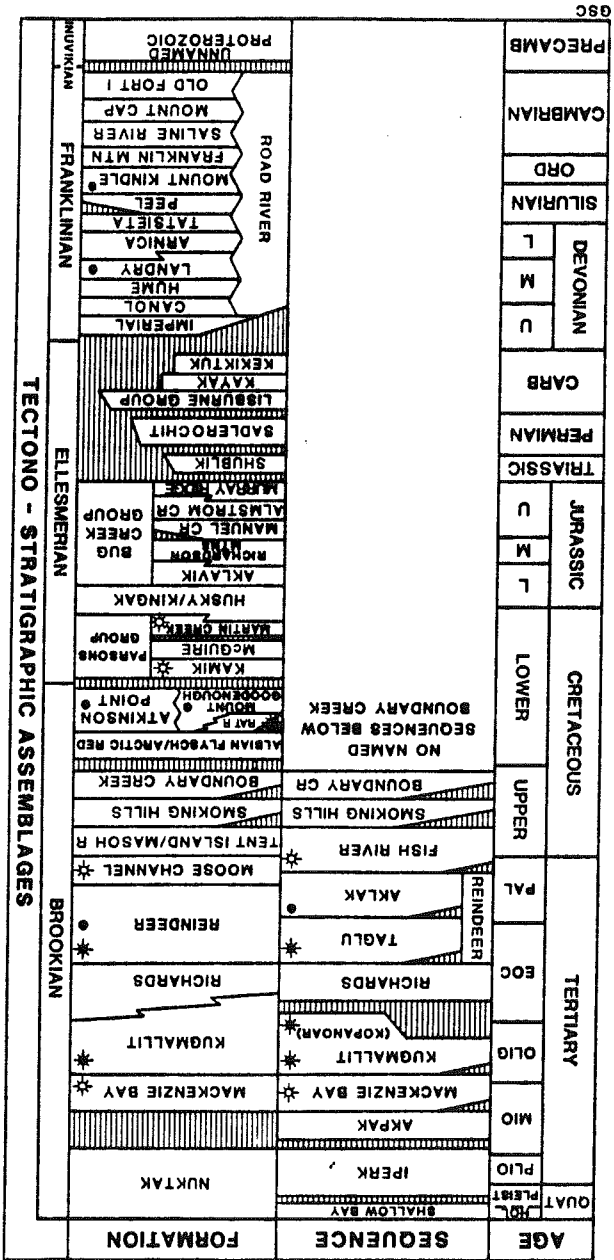 AGE
SEQUENCE
FORMATION
QUAT
HOL
PLEIST
TERTIARY
PLIO
MIO
OLIG
EOC
PAL
CRETACEOUS
UPPER
LOWER
JURASSIC
L
M
U
TRIASSIC
PERMIAN
CARB
DEVONIAN
U
M
L
SILURIAN
ORD
CAMBRIAN
PRECAMB
SHALLOW BAY
IPERK
AKPAK
MACKENZIE BAY
KUGMALLIT
(KOPANOAR)
RICHARDS
REINDEER
TAGLU
AKLAK
FISH RIVER
SMOKING HILLS
BOUNDARY CR
NO NAMED
SEQUENCES BELOW
BOUNDARY CREEK
NUKTAK
MACKENZIE BAY
KUGMALLIT
RICHARDS
REINDEER
MOOSE CHANNEL
TENT ISLAND/MASON R
SMOKING HILLS
BOUNDARY CREEK
ALBIAN FLYSCH/ARCTIC RED
RAT R
MOUNT
GOODENOUGH
ATKINSON
POINT
KAMIK
McGUIRE
MARTIN CREEK
PARSONS
GROUP
HUSKY/KINGAK
AKLAVIK
RICHARDSON
MTNS
MANUEL CR
ALMSTROM CR
MURRAY RIDGE
BUG
CREEK
GROUP
SHUBLIK
SADLEROCHIT
LISBURNE GROUP
KAYAK
KEKIKTUK
IMPERIAL
CANOL
HUME
LANDRY
ARNICA
TATSIETA
PEEL
MOUNT KINDLE
FRANKLIN MTN
SALINE RIVER
MOUNT CAP
OLD FORT I
ROAD RIVER
UNNAMED
PROTEROZOIC
BROOKIAN
ELLESMERIAN
FRANKLINIAN
INUVIKIAN
TECTONO - STRATIGRAPHIC ASSEMBLAGES
GSC